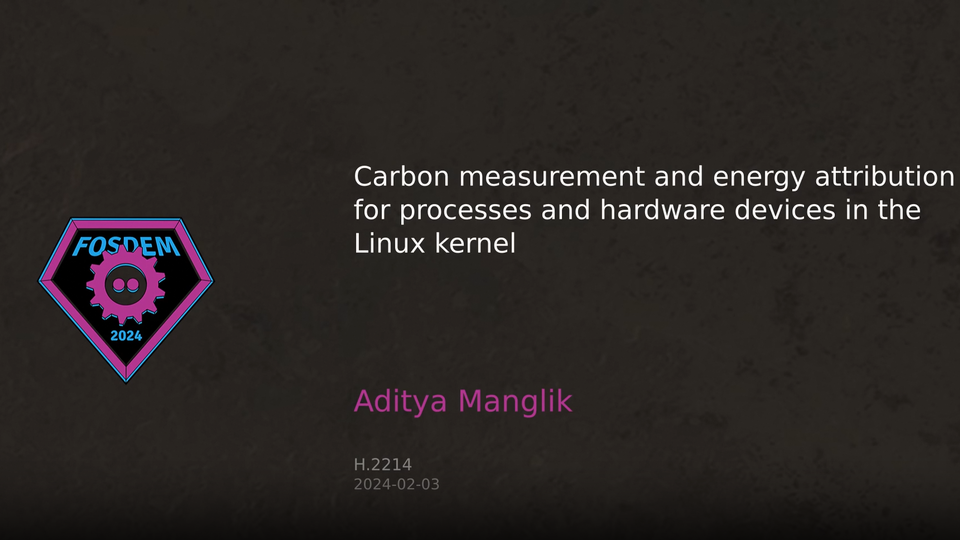 Carbon measurement and energy attribution
for processes and hardware devices in the
Linux kernel
FOSDEM
2024
Aditya Manglik
H.2214
2024-02-03